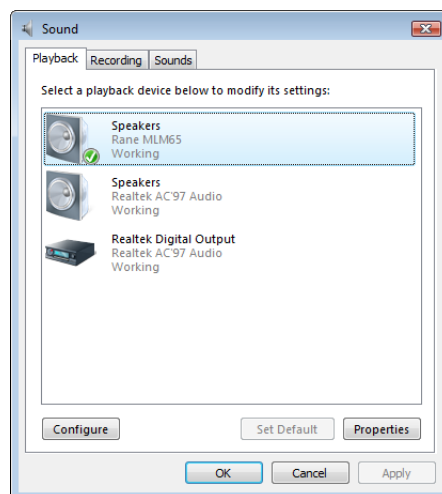 Sound
Playback Recording Sounds
Select a playback device below to modify its settings:
Speakers
Rane MLM65
Working
Speakers
Realtek AC'97 Audio
Working
Realtek Digital Output
Realtek AC'97 Audio
Working
Configure Set Default Properties
OK Cancel Apply